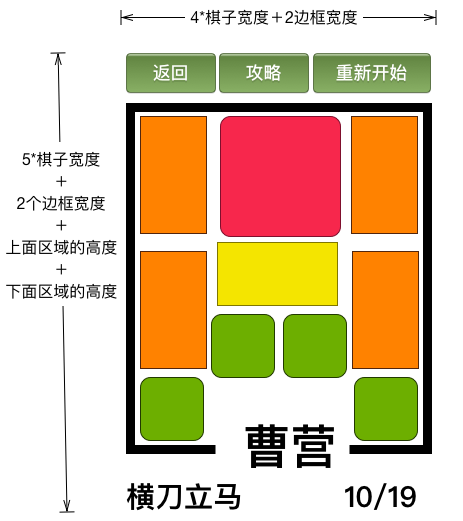 4*棋子宽度＋2边框宽度
返回 攻略 重新开始
5*棋子宽度
＋
2个边框宽度
＋
上面区域的高度
＋
下面区域的高度
曹营
横刀立马 10/19